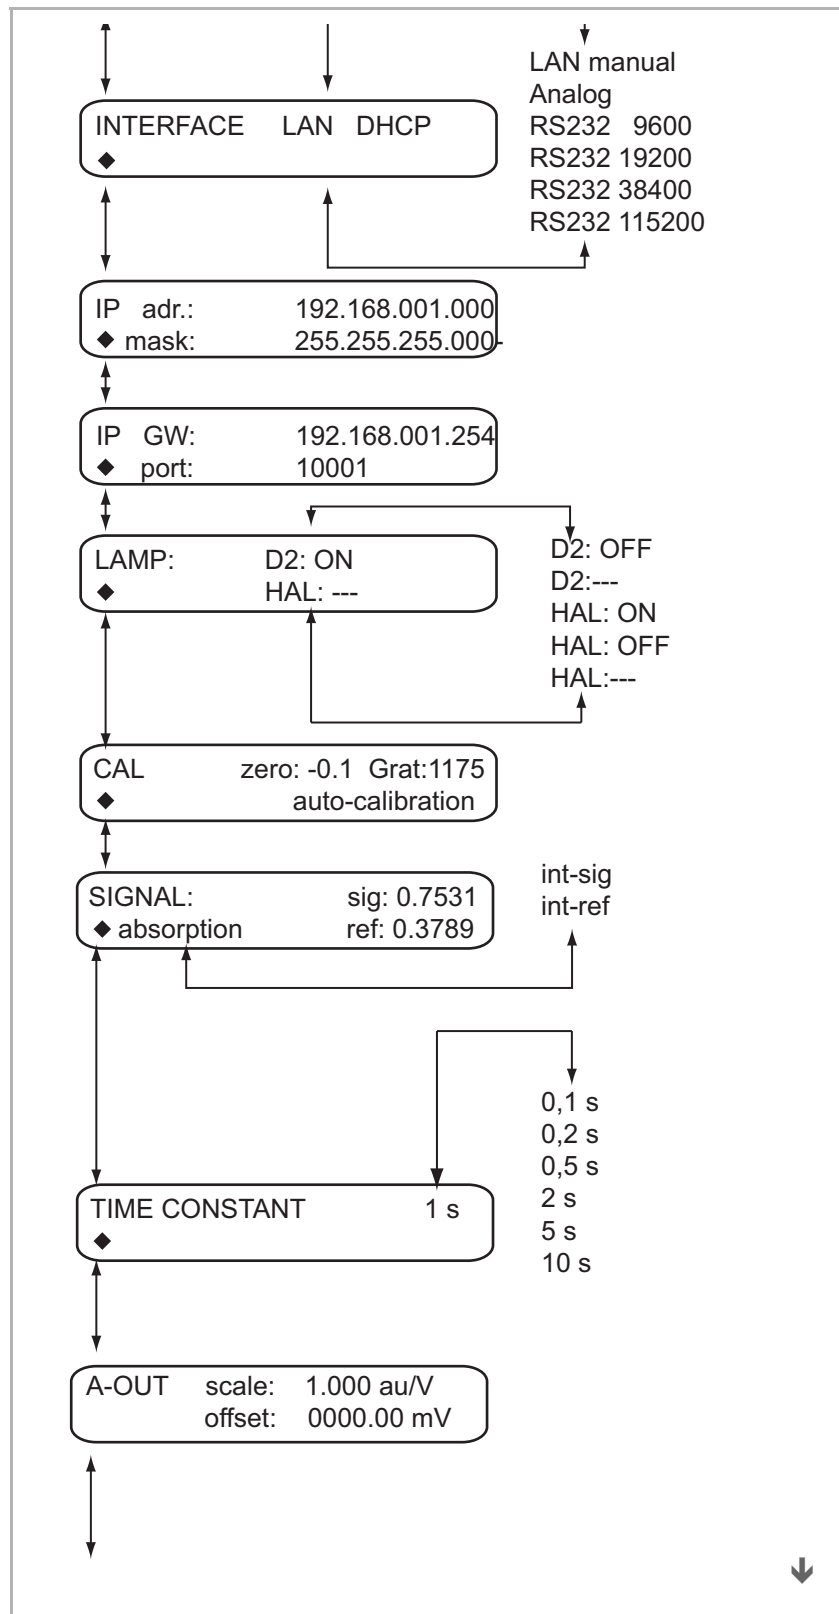 LAN manual
Analog
RS232 9600
RS232 19200
RS232 38400
RS232 115200
INTERFACE LAN DHCP
IP adr.: 192.168.001.000
mask: 255.255.255.000-
IP GW: 192.168.001.254
port: 10001
LAMP: D2: ON
HAL: ---
D2: OFF
D2:---
HAL: ON
HAL: OFF
HAL:---
CAL zero: -0.1 Grat:1175
auto-calibration
SIGNAL: sig: 0.7531
absorption ref: 0.3789
int-sig
int-ref
0,1 s
0,2 s
0,5 s
2 s
5 s
10 s
TIME CONSTANT 1 s
A-OUT scale: 1.000 au/V
offset: 0000.00 mV